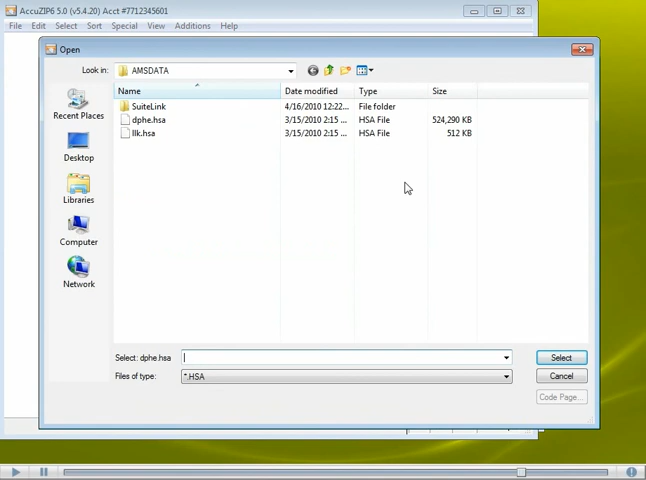 AccuZIP6 5.0 (v5.4.20) Acct #7712345601
File Edit Select Sort Special View Additions Help
Open
Look in: AMSDATA
Name Date modified Type Size
SuiteLink 4/16/2010 12:22... File folder
dphe.hsa 3/15/2010 2:15 ... HSA File 524,290 KB
llk.hsa 3/15/2010 2:15 ... HSA File 512 KB
Recent Places
Desktop
Libraries
Computer
Network
Select: dphe.hsa Select
Files of type: *.HSA Cancel
Code Page...